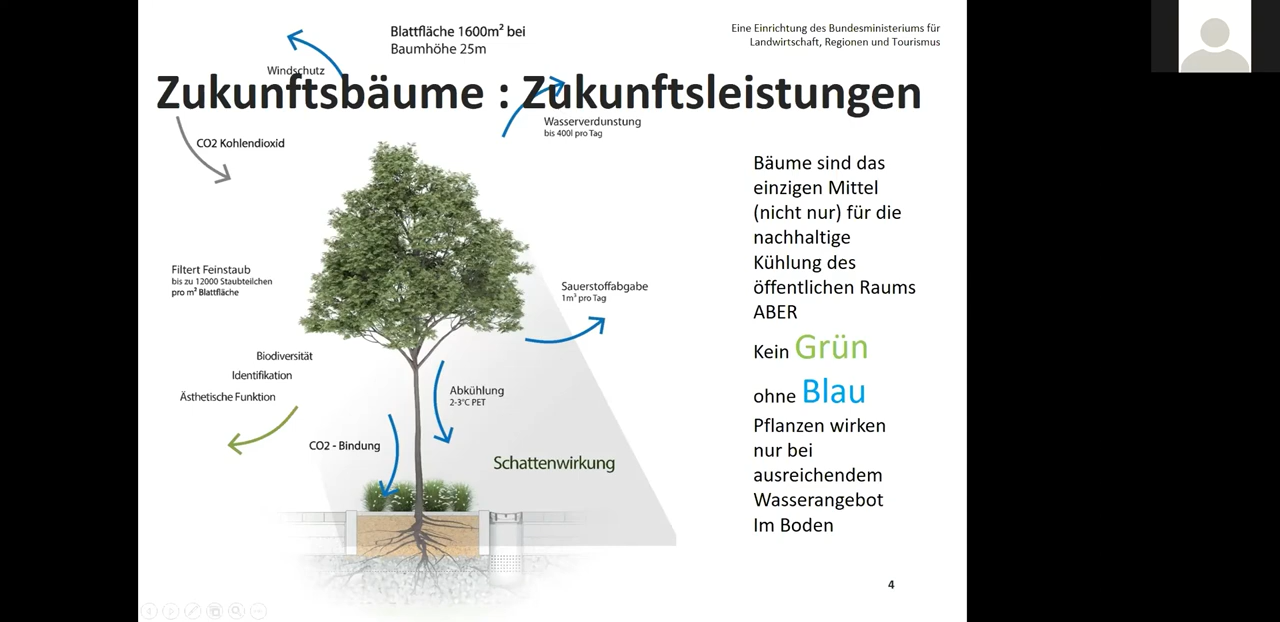 Blattfläche 1600m² bei
Baumhöhe 25m
Eine Einrichtung des Bundesministeriums für
Landwirtschaft, Regionen und Tourismus
Windschutz
Zukunftsbäume : Zukunftsleistungen
Wasserverdunstung
bis 400l pro Tag
CO2 Kohlendioxid
Filtert Feinstaub
bis zu 12000 Staubteilchen
pro m² Blattfläche
Sauerstoffabgabe
1m³ pro Tag
Biodiversität
Identifikation
Ästhetische Funktion
Abkühlung
2-3°C PET
CO2 - Bindung
Schattenwirkung
Bäume sind das
einzigen Mittel
(nicht nur) für die
nachhaltige
Kühlung des
öffentlichen Raums
ABER
Kein Grün
ohne Blau
Pflanzen wirken
nur bei
ausreichendem
Wasserangebot
Im Boden
4